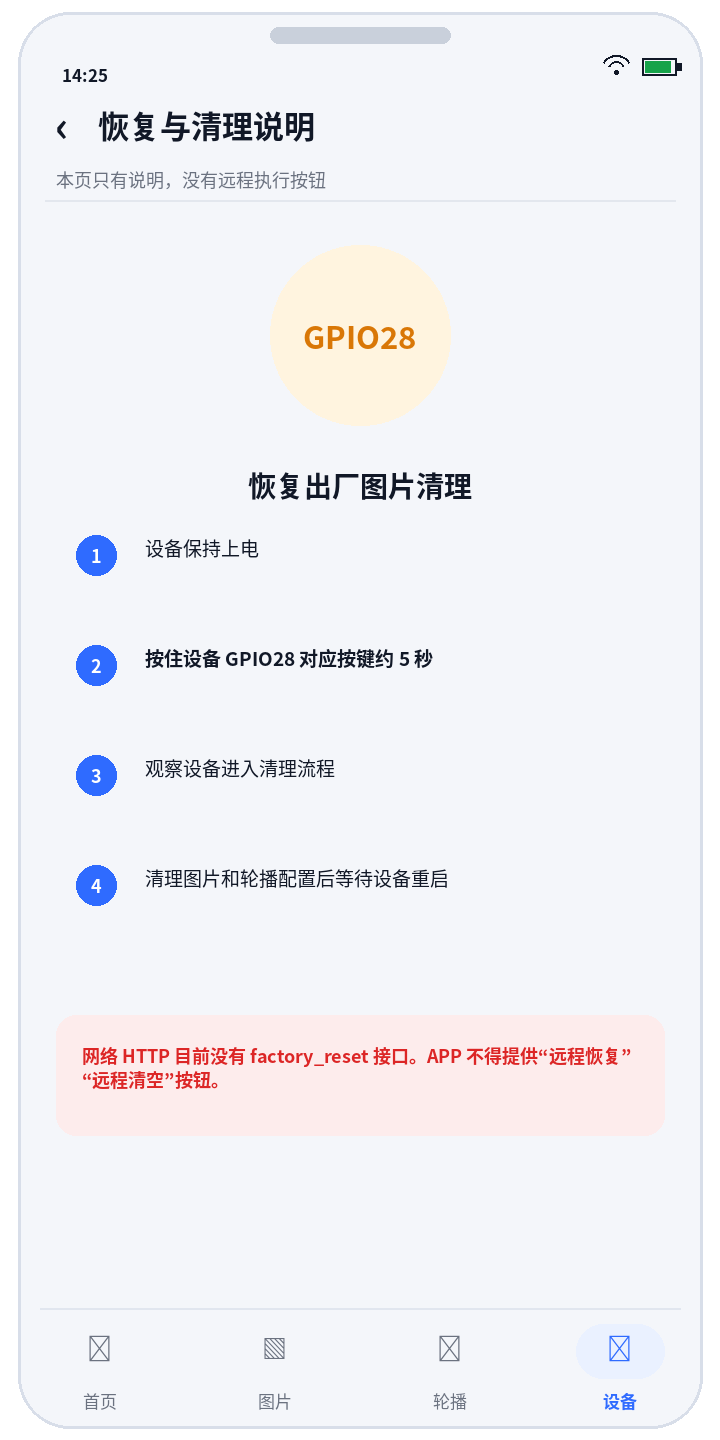 14:25
‹ 恢复与清理说明
本页只有说明，没有远程执行按钮
GPIO28
恢复出厂图片清理
1 设备保持上电
2 按住设备 GPIO28 对应按键约 5 秒
3 观察设备进入清理流程
4 清理图片和轮播配置后等待设备重启
网络 HTTP 目前没有 factory_reset 接口。APP 不得提供“远程恢复”
“远程清空”按钮。
首页 图片 轮播 设备